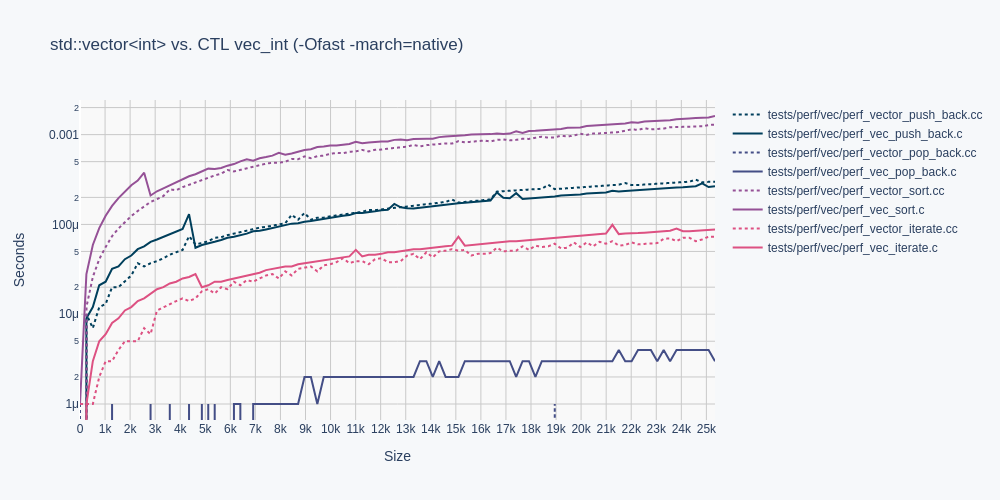 std::vector<int> vs. CTL vec_int (-Ofast -march=native)
2
0.001
5
2
100μ
5
2
10μ
5
2
1μ
Seconds
0 1k 2k 3k 4k 5k 6k 7k 8k 9k 10k 11k 12k 13k 14k 15k 16k 17k 18k 19k 20k 21k 22k 23k 24k 25k
Size
tests/perf/vec/perf_vector_push_back.cc
tests/perf/vec/perf_vec_push_back.c
tests/perf/vec/perf_vector_pop_back.cc
tests/perf/vec/perf_vec_pop_back.c
tests/perf/vec/perf_vector_sort.cc
tests/perf/vec/perf_vec_sort.c
tests/perf/vec/perf_vector_iterate.cc
tests/perf/vec/perf_vec_iterate.c